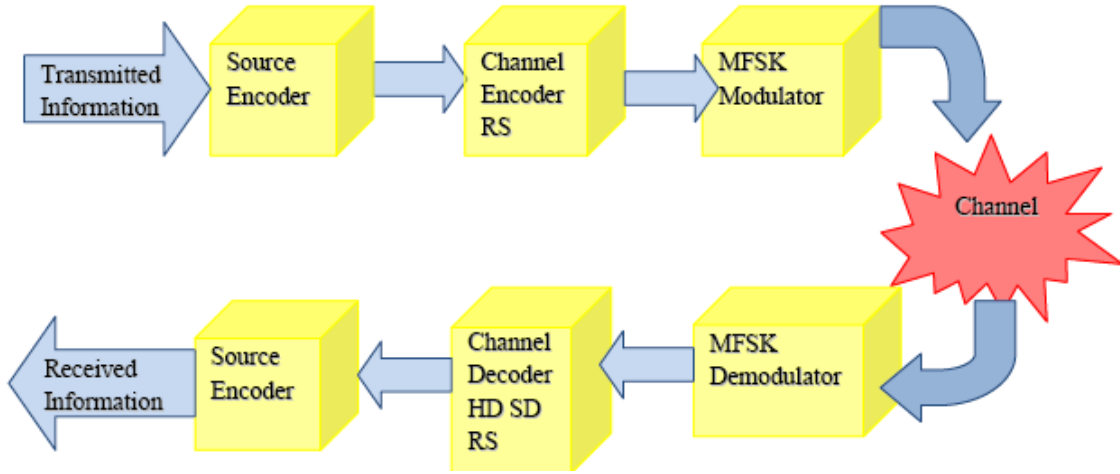 Transmitted
Information
Source
Encoder
Channel
Encoder
RS
MFSK
Modulator
Channel
Received
Information
Source
Encoder
Channel
Decoder
HD SD
RS
MFSK
Demodulator